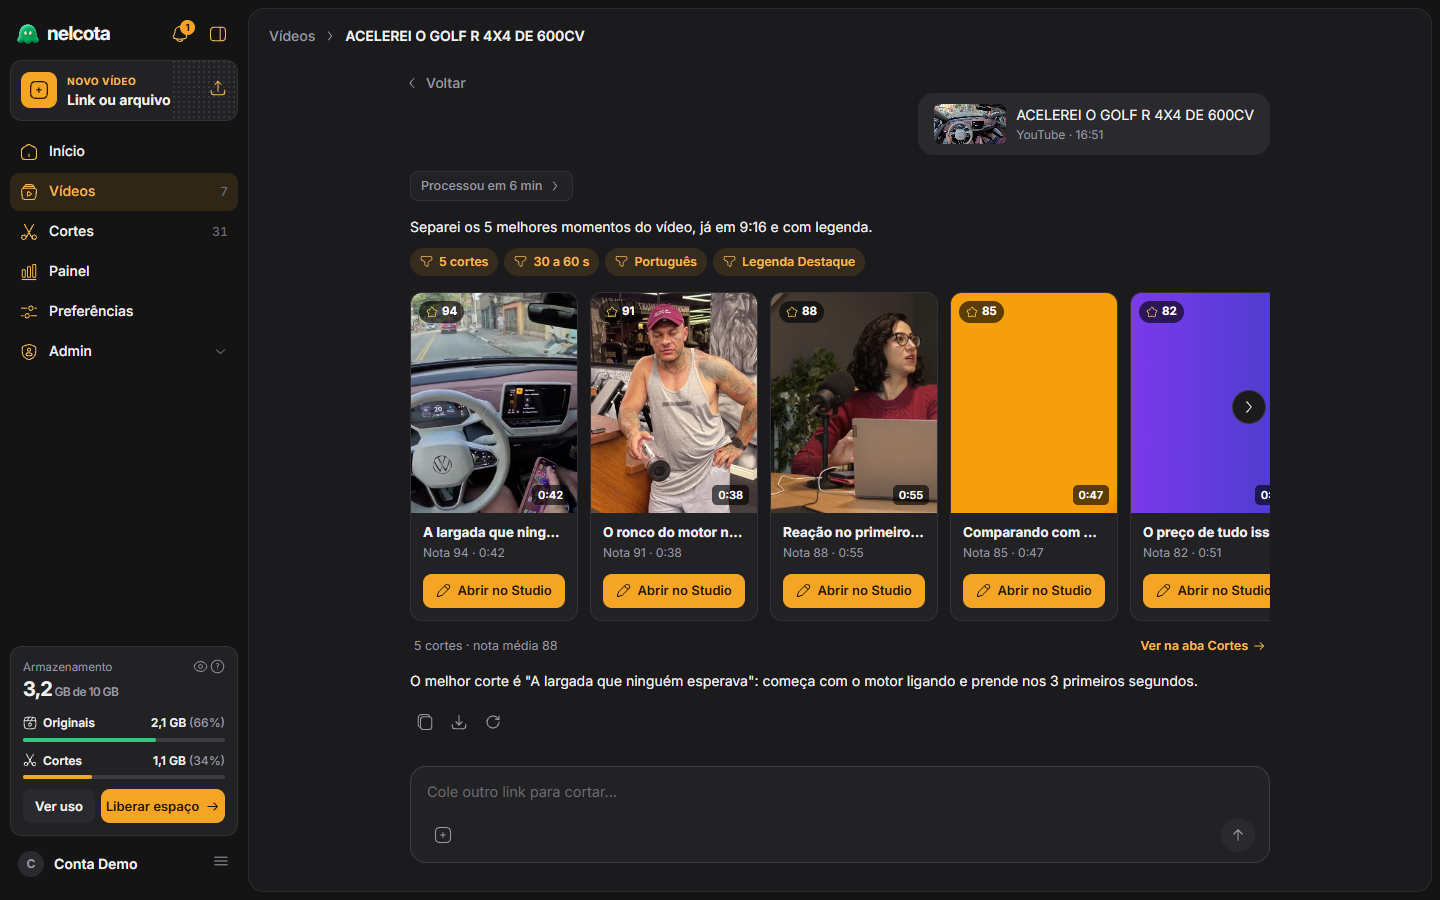 nelcota
1
NOVO VÍDEO
Link ou arquivo
Início
Vídeos 7
Cortes 31
Painel
Preferências
Admin
Armazenamento
3,2 GB de 10 GB
Originais 2,1 GB (66%)
Cortes 1,1 GB (34%)
Ver uso
Liberar espaço →
C Conta Demo
Vídeos > ACELEREI O GOLF R 4X4 DE 600CV
Voltar
ACELEREI O GOLF R 4X4 DE 600CV
YouTube · 16:51
Processou em 6 min
Separei os 5 melhores momentos do vídeo, já em 9:16 e com legenda.
5 cortes
30 a 60 s
Português
Legenda Destaque
94
0:42
A largada que ning...
Nota 94 · 0:42
Abrir no Studio
91
0:38
O ronco do motor n...
Nota 91 · 0:38
Abrir no Studio
88
0:55
Reação no primeiro...
Nota 88 · 0:55
Abrir no Studio
85
0:47
Comparando com ...
Nota 85 · 0:47
Abrir no Studio
82
O preço de tudo iss
Nota 82 · 0:51
Abrir no Studio
5 cortes · nota média 88
Ver na aba Cortes →
O melhor corte é "A largada que ninguém esperava": começa com o motor ligando e prende nos 3 primeiros segundos.
Cole outro link para cortar...